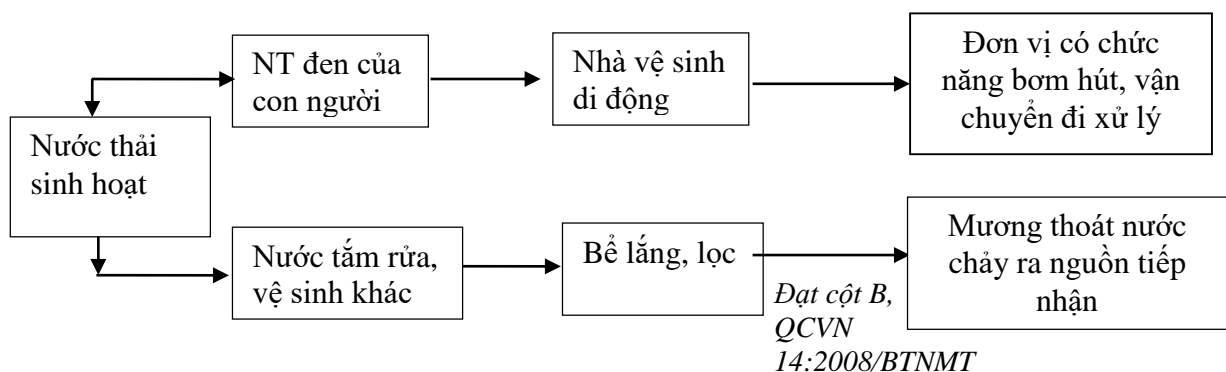 Nước thải
sinh hoạt
NT đen của
con người
Nhà vệ sinh
di động
Đơn vị có chức
năng bơm hút, vận
chuyển đi xử lý
Nước tắm rửa,
vệ sinh khác
Bể lắng, lọc
Đạt cột B,
QCVN
14:2008/BTNMT
Mương thoát nước
chảy ra nguồn tiếp
nhận